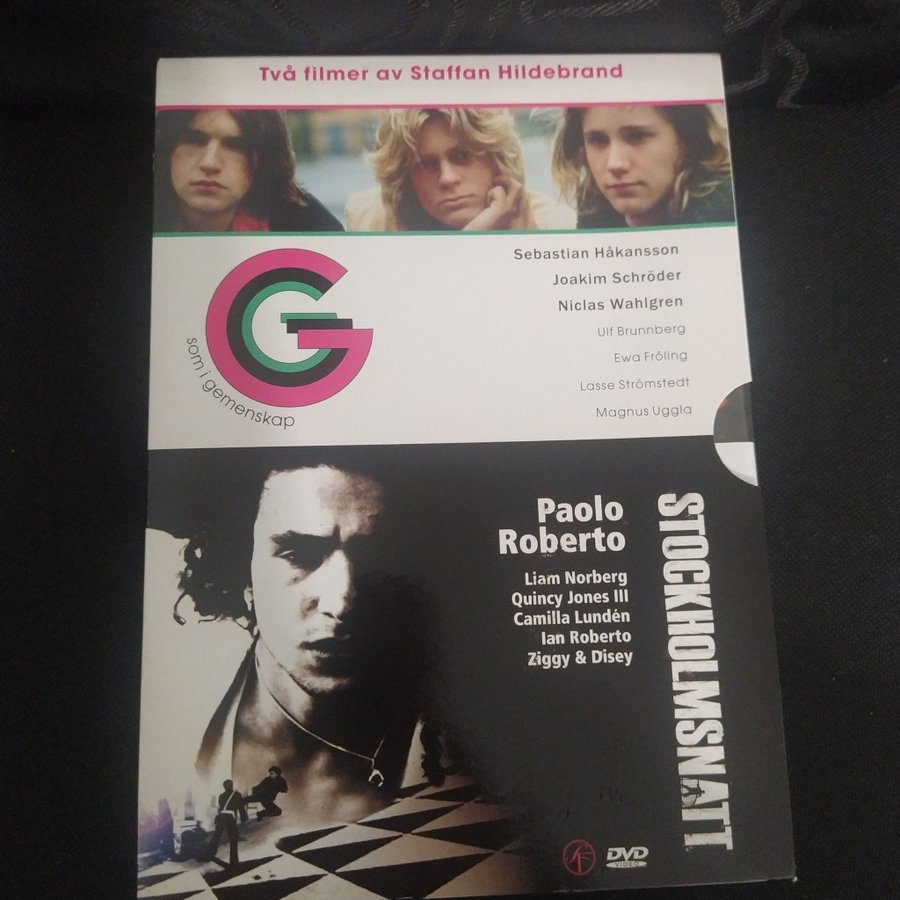 Två filmer av Staffan Hildebrand
G
som i gemenskap
Sebastian Håkansson
Joakim Schröder
Niclas Wahlgren
Ulf Brunnberg
Ewa Fröling
Lasse Strömstedt
Magnus Uggla
Paolo
Roberto
Liam Norberg
Quincy Jones III
Camilla Lundén
Ian Roberto
Ziggy & Disey
STOCKHOLMSNATT
SF
DVD
VIDEO